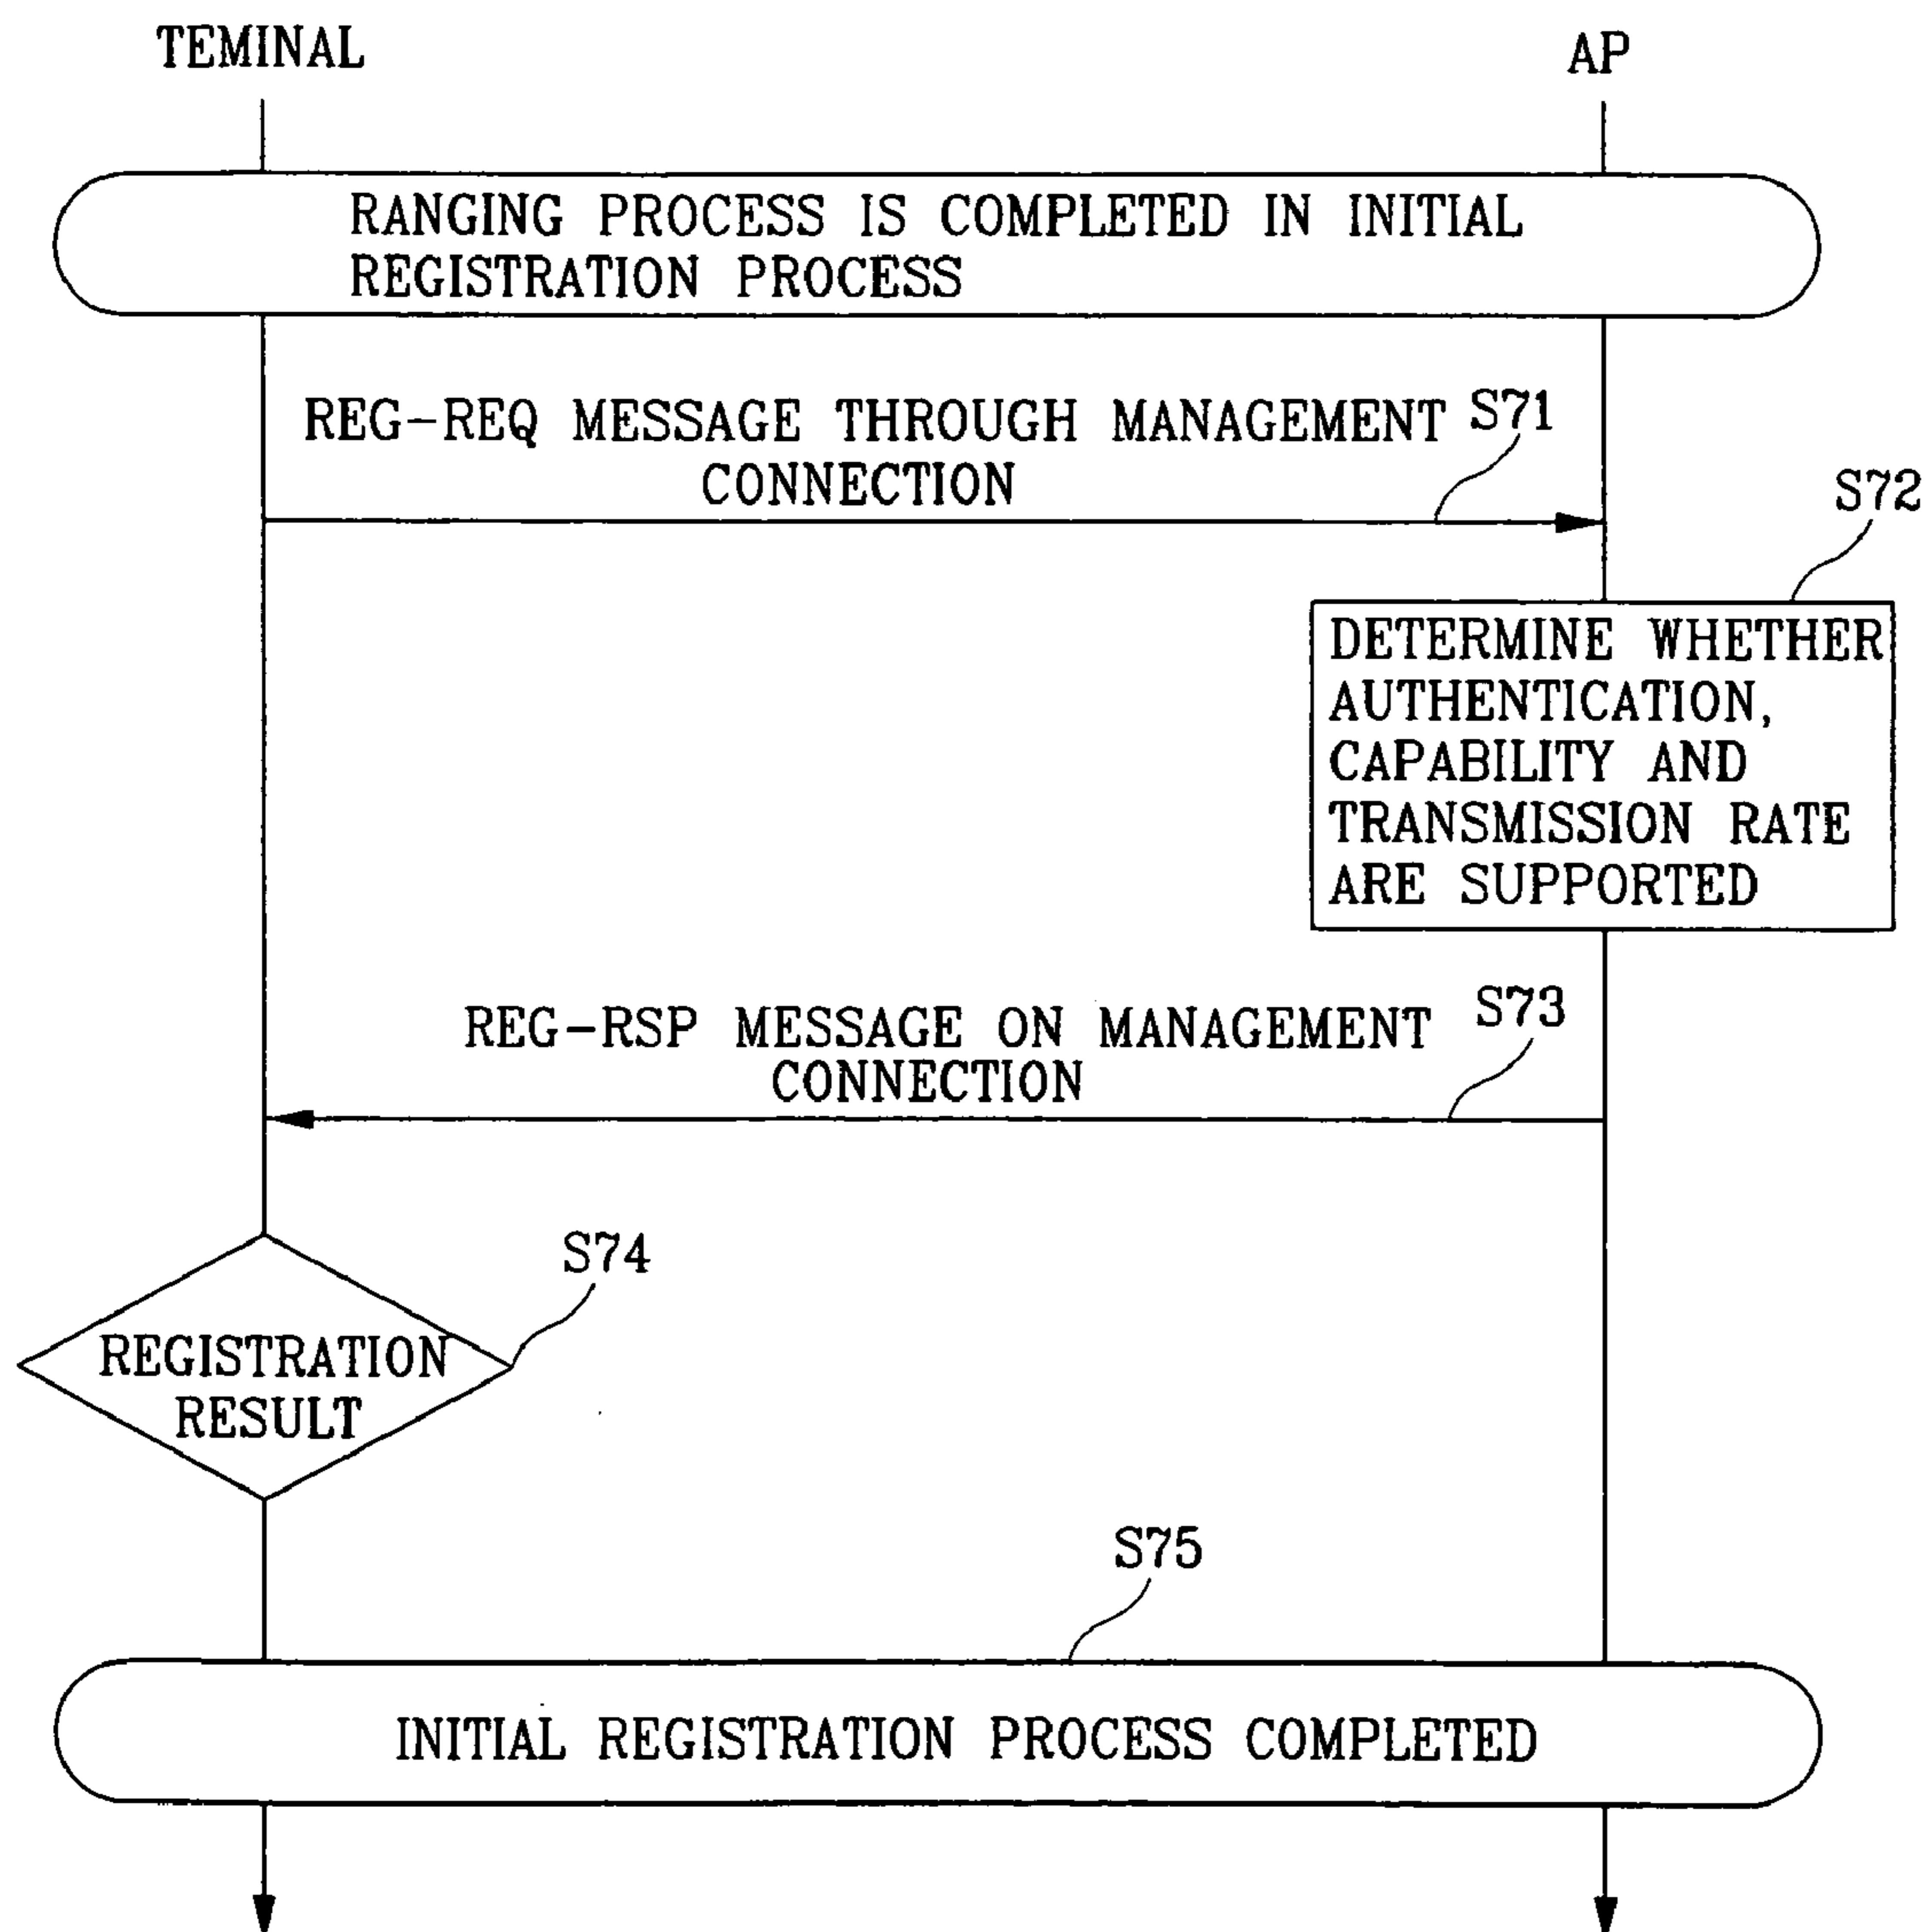 TEMINAL
AP
RANGING PROCESS IS COMPLETED IN INITIAL
REGISTRATION PROCESS
REG-REQ MESSAGE THROUGH MANAGEMENT
CONNECTION
S71
S72
DETERMINE WHETHER
AUTHENTICATION,
CAPABILITY AND
TRANSMISSION RATE
ARE SUPPORTED
REG-RSP MESSAGE ON MANAGEMENT
CONNECTION
S73
S74
REGISTRATION
RESULT
S75
INITIAL REGISTRATION PROCESS COMPLETED